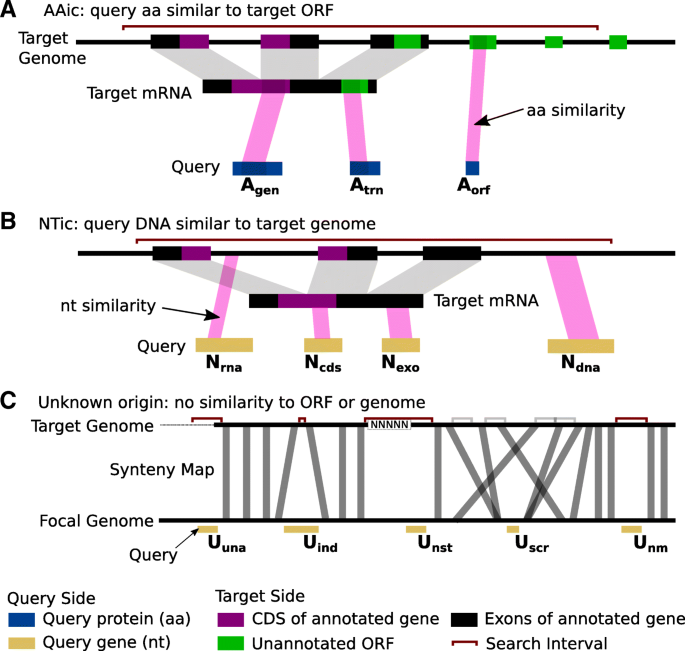 A AAic: query aa similar to target ORF
Target
Genome
Target mRNA
aa similarity
Query
Agen Atrn Aorf
B NTic: query DNA similar to target genome
nt similarity
Target mRNA
Query
Nrna Ncds Nexo Ndna
C Unknown origin: no similarity to ORF or genome
Target Genome NNNNN
Synteny Map
Focal Genome
Query Uuna Uind Unst Uscr Unm
Query Side Target Side
Query protein (aa) CDS of annotated gene Exons of annotated gene
Query gene (nt) Unannotated ORF Search Interval